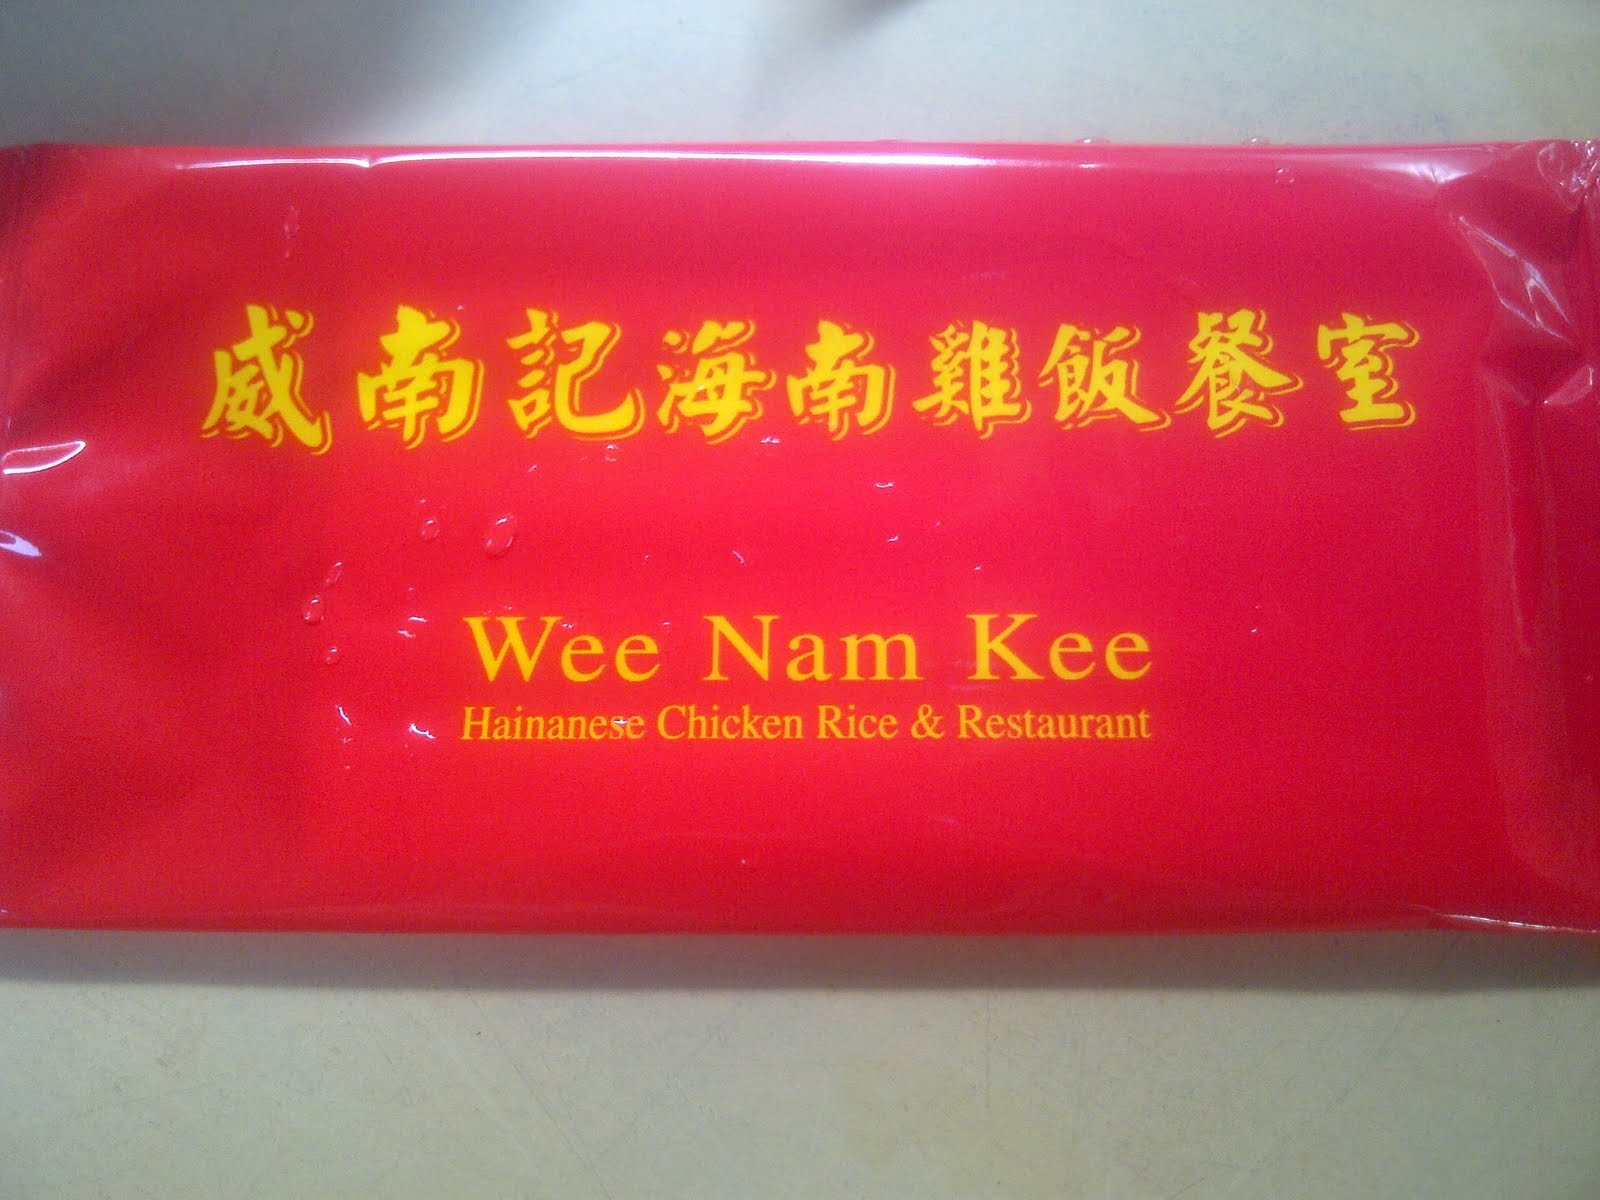 威南記海南雞飯餐室
Wee Nam Kee
Hainanese Chicken Rice & Restaurant